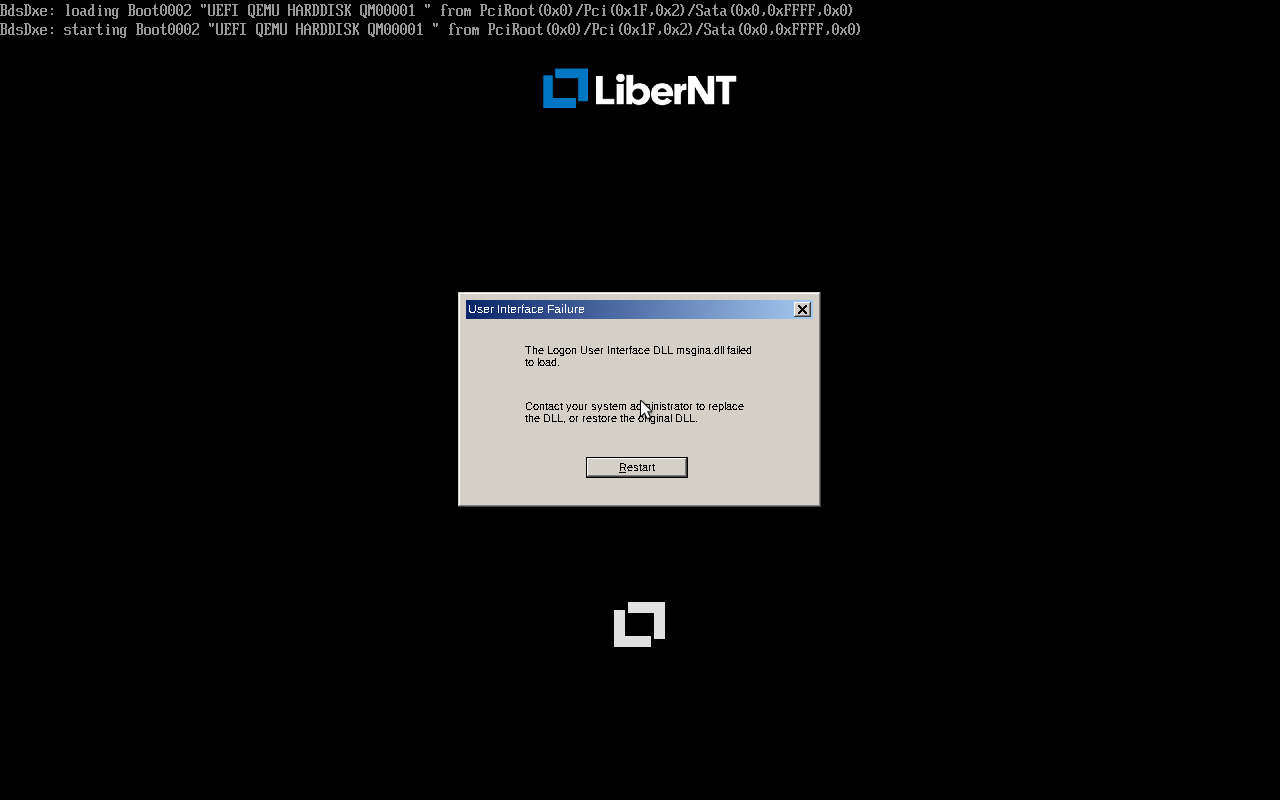 BdsDxe: loading Boot0002 "UEFI QEMU HARDDISK QM00001 " from PciRoot(0x0)/Pci(0x1F,0x2)/Sata(0x0,0xFFFF,0x0)
BdsDxe: starting Boot0002 "UEFI QEMU HARDDISK QM00001 " from PciRoot(0x0)/Pci(0x1F,0x2)/Sata(0x0,0xFFFF,0x0)
LiberNT
User Interface Failure
The Logon User Interface DLL msgina.dll failed
to load.
Contact your system administrator to replace
the DLL, or restore the original DLL.
Restart